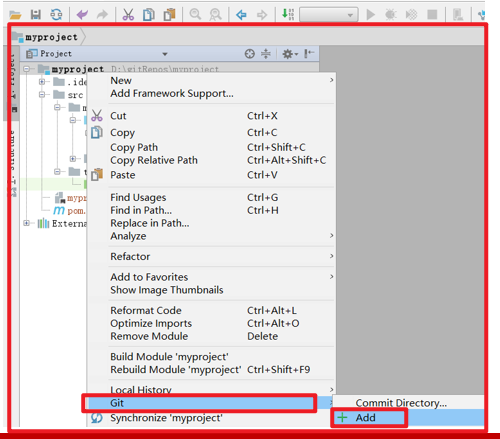 myproject
Project
myproject D:\gitRepos\myproject
.ide
src
m
t
mypr
pom.
Externa
1: Project
Structure
New
Add Framework Support...
Cut Ctrl+X
Copy Ctrl+C
Copy Path Ctrl+Shift+C
Copy Relative Path Ctrl+Alt+Shift+C
Paste Ctrl+V
Find Usages Ctrl+G
Find in Path... Ctrl+H
Replace in Path...
Analyze
Refactor
Add to Favorites
Show Image Thumbnails
Reformat Code Ctrl+Alt+L
Optimize Imports Ctrl+Alt+O
Remove Module Delete
Build Module 'myproject'
Rebuild Module 'myproject' Ctrl+Shift+F9
Local History
Git
Synchronize 'myproject'
Commit Directory...
Add